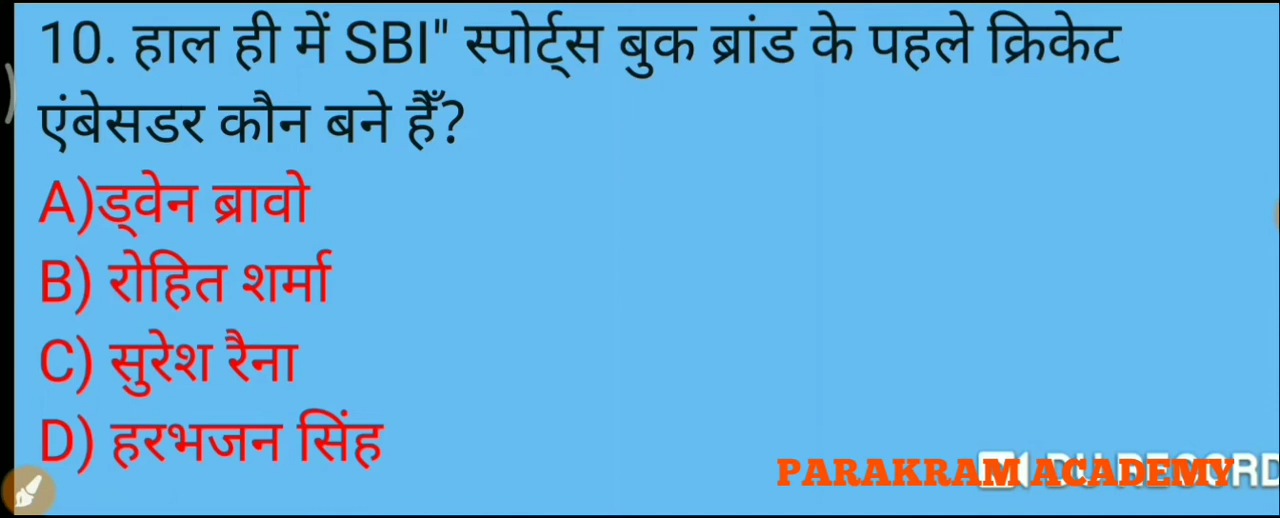 10. हाल ही में SBI" स्पोर्ट्स बुक ब्रांड के पहले क्रिकेट
एंबेसडर कौन बने हैँ?
A)ड्वेन ब्रावो
B) रोहित शर्मा
C) सुरेश रैना
D) हरभजन सिंह
PARAKRAM ACADEMY